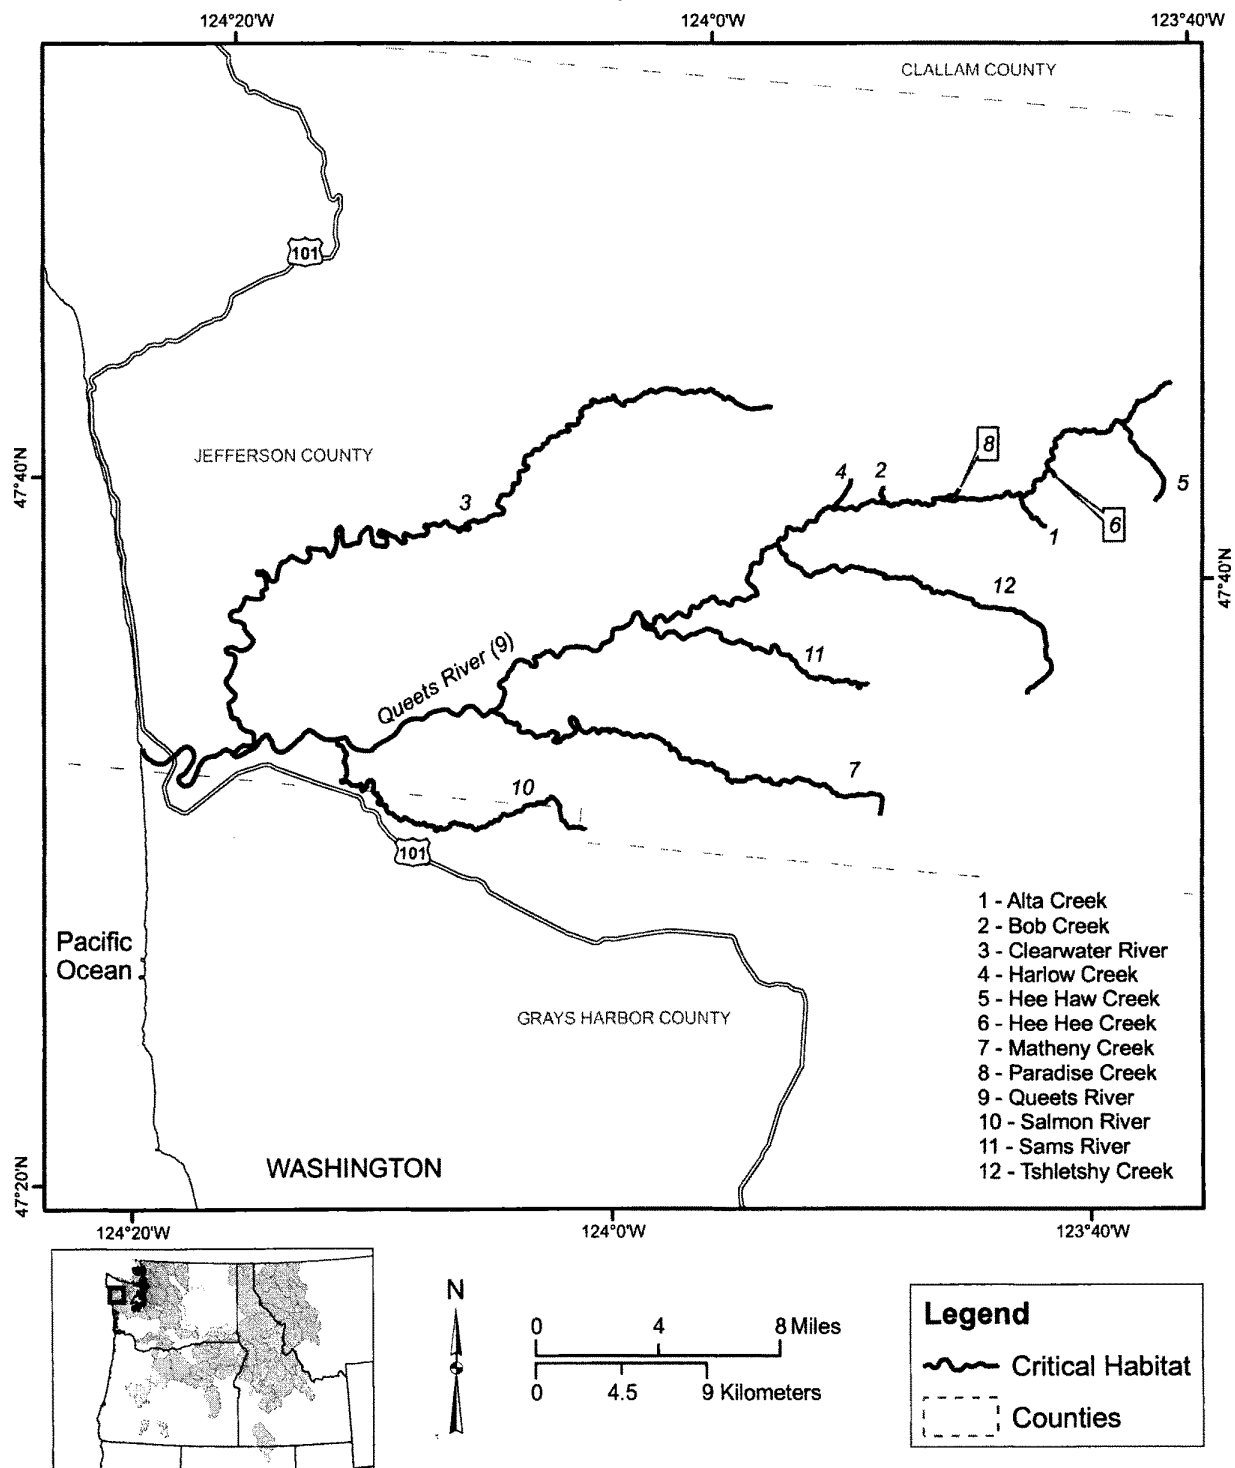 124°20'W
124°0'W
123°40'W
CLALLAM COUNTY
101
47°40'N
JEFFERSON COUNTY
8
4
2
3
5
6
1
47°40'N
12
Queets River (9)
11
7
10
101
1 - Alta Creek
2 - Bob Creek
3 - Clearwater River
4 - Harlow Creek
5 - Hee Haw Creek
6 - Hee Hee Creek
7 - Matheny Creek
8 - Paradise Creek
9 - Queets River
10 - Salmon River
11 - Sams River
12 - Tshletshy Creek
Pacific
Ocean
GRAYS HARBOR COUNTY
WASHINGTON
47°20'N
124°20'W
124°0'W
123°40'W
N
0 4 8 Miles
0 4.5 9 Kilometers
Legend
Critical Habitat
Counties